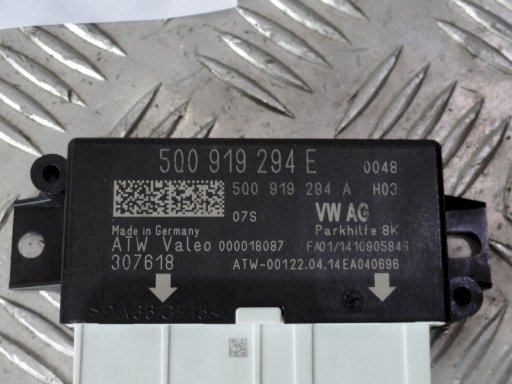 5Q0 919 294 E 0048
5Q0 919 294 A H03
07S VW AG
Made in Germany Parkhilfe 8K
ATW Valeo 000018087 FA01/1410905846
307618 ATW-00122.04.14EA040696